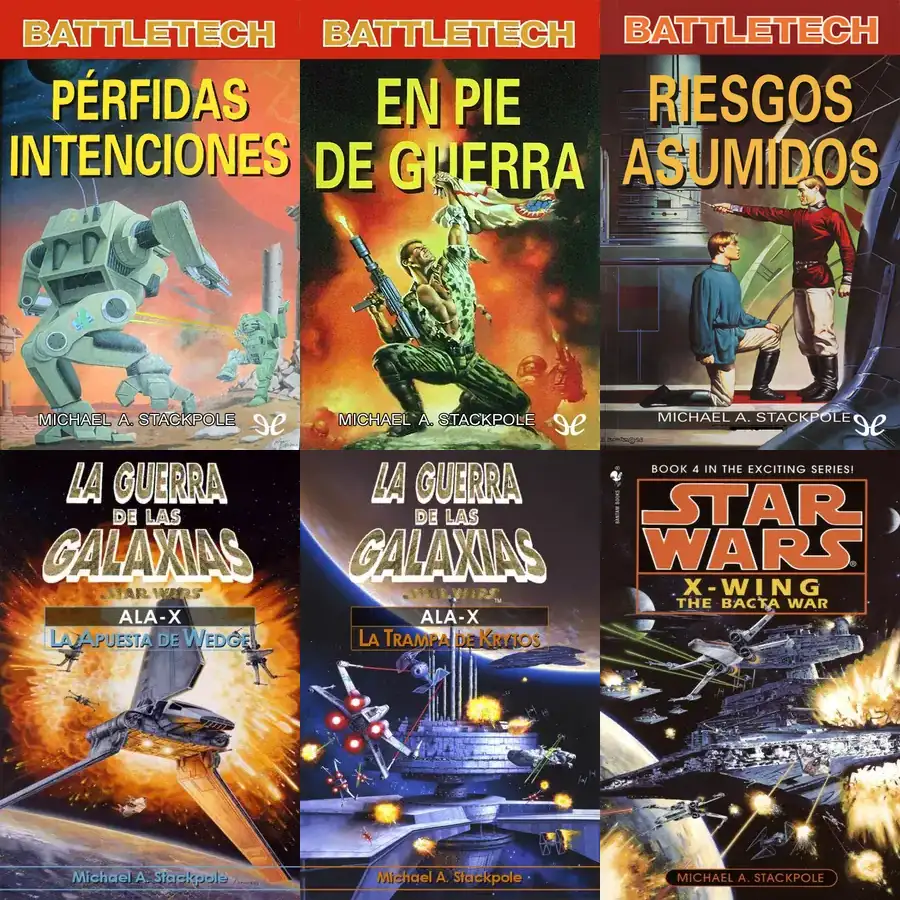 BATTLETECH
PÉRFIDAS
INTENCIONES
MICHAEL A. STACKPOLE
BATTLETECH
EN PIE
DE GUERRA
MICHAEL A. STACKPOLE
BATTLETECH
RIESGOS
ASUMIDOS
MICHAEL A. STACKPOLE
LA GUERRA
DE LAS
GALAXIAS
STAR WARS
ALA-X
LA APUESTA DE WEDGE
Michael A. Stackpole
LA GUERRA
DE LAS
GALAXIAS
STAR WARS
ALA-X
LA TRAMPA DE KRYTOS
Michael A. Stackpole
BANTAM BOOKS
BOOK 4 IN THE EXCITING SERIES!
STAR
WARS®
X-WING
THE BACTA WAR
MICHAEL A. STACKPOLE